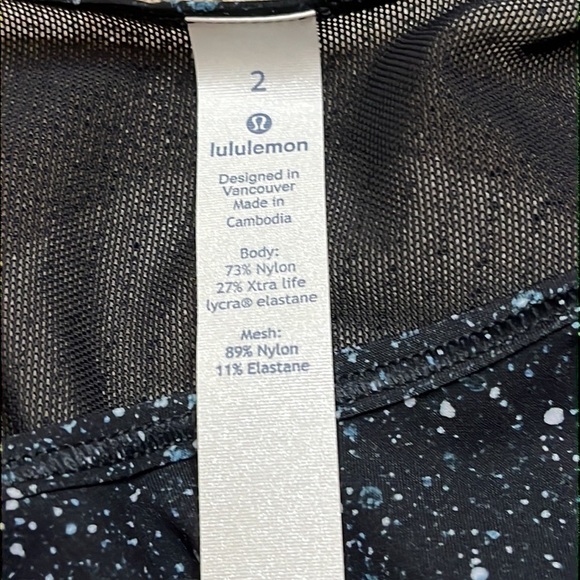 2
lululemon
Designed in
Vancouver
Made in
Cambodia
Body:
73% Nylon
27% Xtra life
lycra® elastane
Mesh:
89% Nylon
11% Elastane